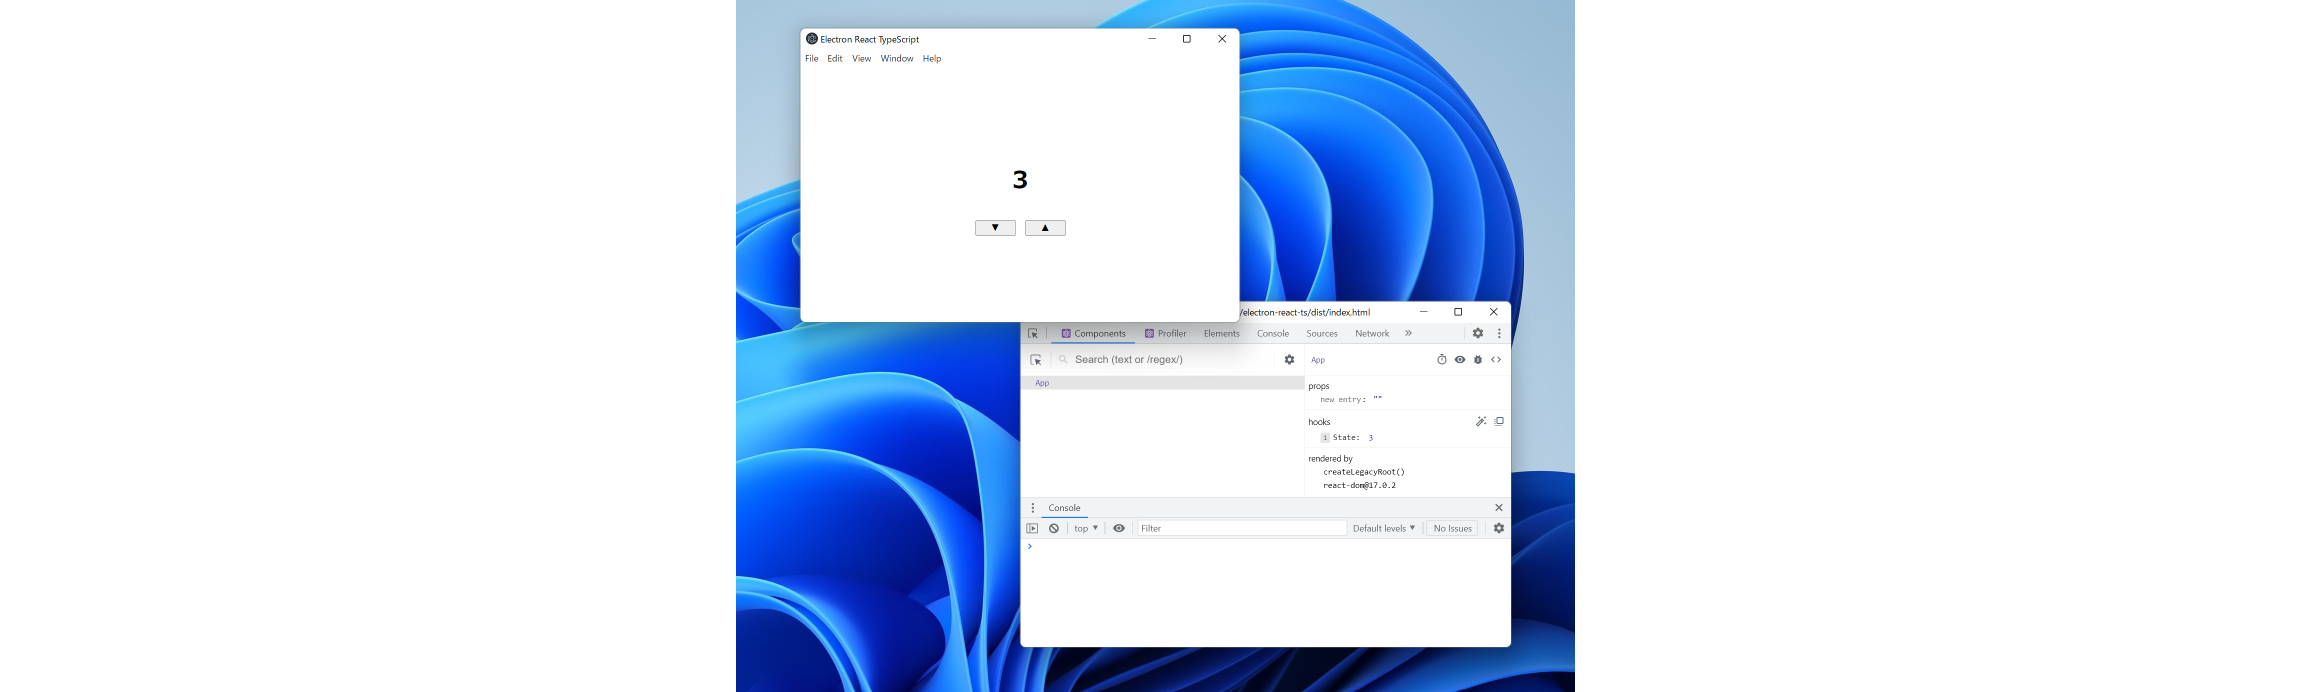 Electron React TypeScript
File Edit View Window Help
3
▼ ▲
/electron-react-ts/dist/index.html
Components Profiler Elements Console Sources Network »
Search (text or /regex/)
App
App
props
new entry: ""
hooks
1 State: 3
rendered by
createLegacyRoot()
react-dom@17.0.2
Console
top ▼ Filter Default levels ▼ No Issues